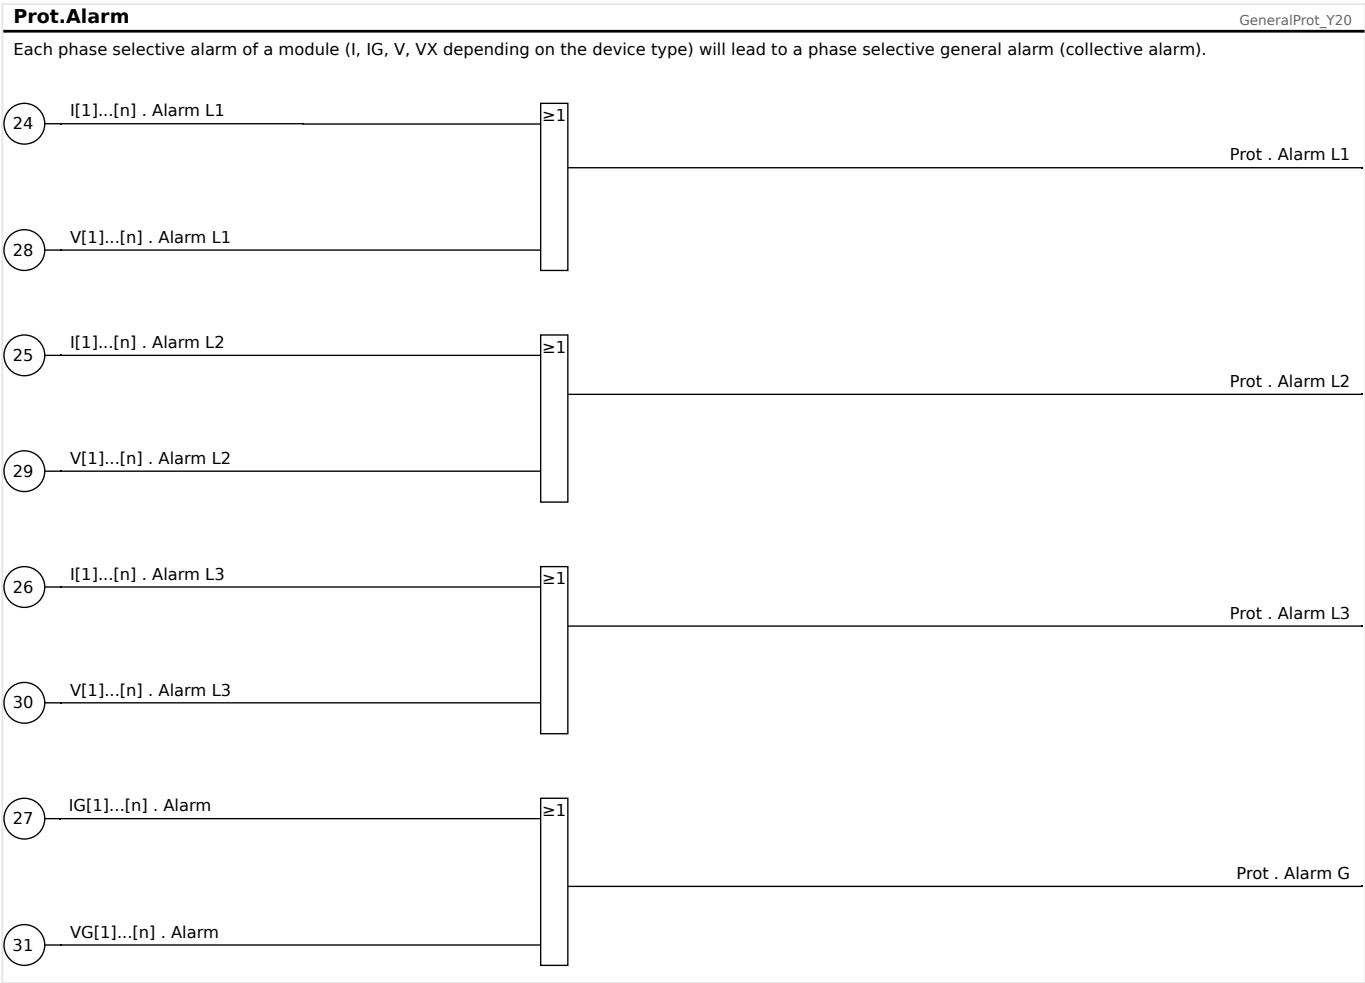 Prot.Alarm
GeneralProt_Y20
Each phase selective alarm of a module (I, IG, V, VX depending on the device type) will lead to a phase selective general alarm (collective alarm).
24
I[1]...[n] . Alarm L1
≥1
Prot . Alarm L1
28
V[1]...[n] . Alarm L1
25
I[1]...[n] . Alarm L2
≥1
Prot . Alarm L2
29
V[1]...[n] . Alarm L2
26
I[1]...[n] . Alarm L3
≥1
Prot . Alarm L3
30
V[1]...[n] . Alarm L3
27
IG[1]...[n] . Alarm
≥1
Prot . Alarm G
31
VG[1]...[n] . Alarm